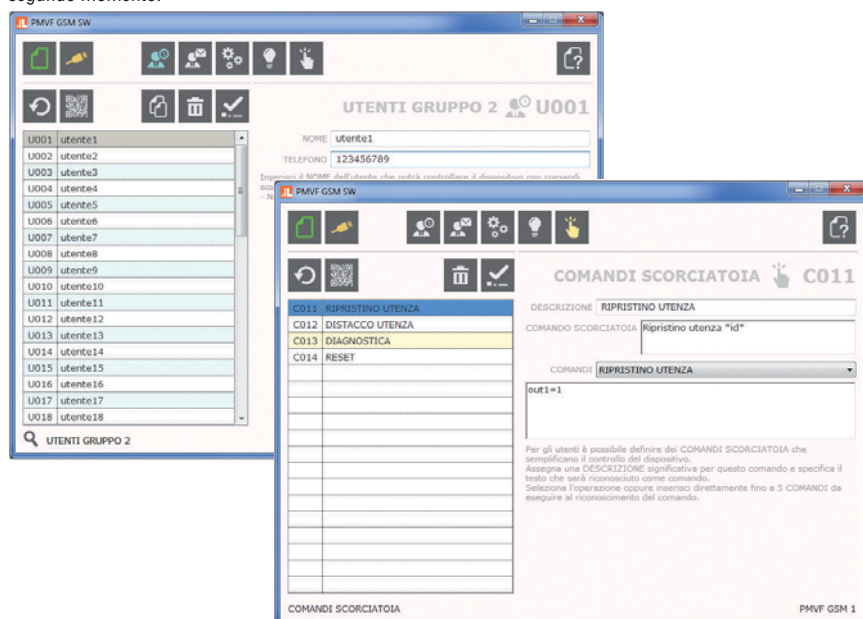 secondo momento.
PMVF GSM SW
UTENTI GRUPPO 2 U001
NOME utente1
TELEFONO 123456789
Inserisci il NOME dell'utente che potrà controllare il dispositivo con comandi
U001 utente1
U002 utente2
U003 utente3
U004 utente4
U005 utente5
U006 utente6
U007 utente7
U008 utente8
U009 utente9
U010 utente10
U011 utente11
U012 utente12
U013 utente13
U014 utente14
U015 utente15
U016 utente16
U017 utente17
U018 utente18
UTENTI GRUPPO 2
PMVF GSM SW
COMANDI SCORCIATOIA C011
C011 RIPRISTINO UTENZA
C012 DISTACCO UTENZA
C013 DIAGNOSTICA
C014 RESET
DESCRIZIONE RIPRISTINO UTENZA
COMANDO SCORCIATOIA Ripristino utenza *id*
COMANDI RIPRISTINO UTENZA
out1=1
Per gli utenti è possibile definire dei COMANDI SCORCIATOIA che
semplificano il controllo del dispositivo.
Assegna una DESCRIZIONE significativa per questo comando e specifica il
testo che sarà riconosciuto come comando.
Seleziona l'operazione oppure inserisci direttamente fino a 5 COMANDI da
eseguire al riconoscimento del comando.
COMANDI SCORCIATOIA
PMVF GSM 1